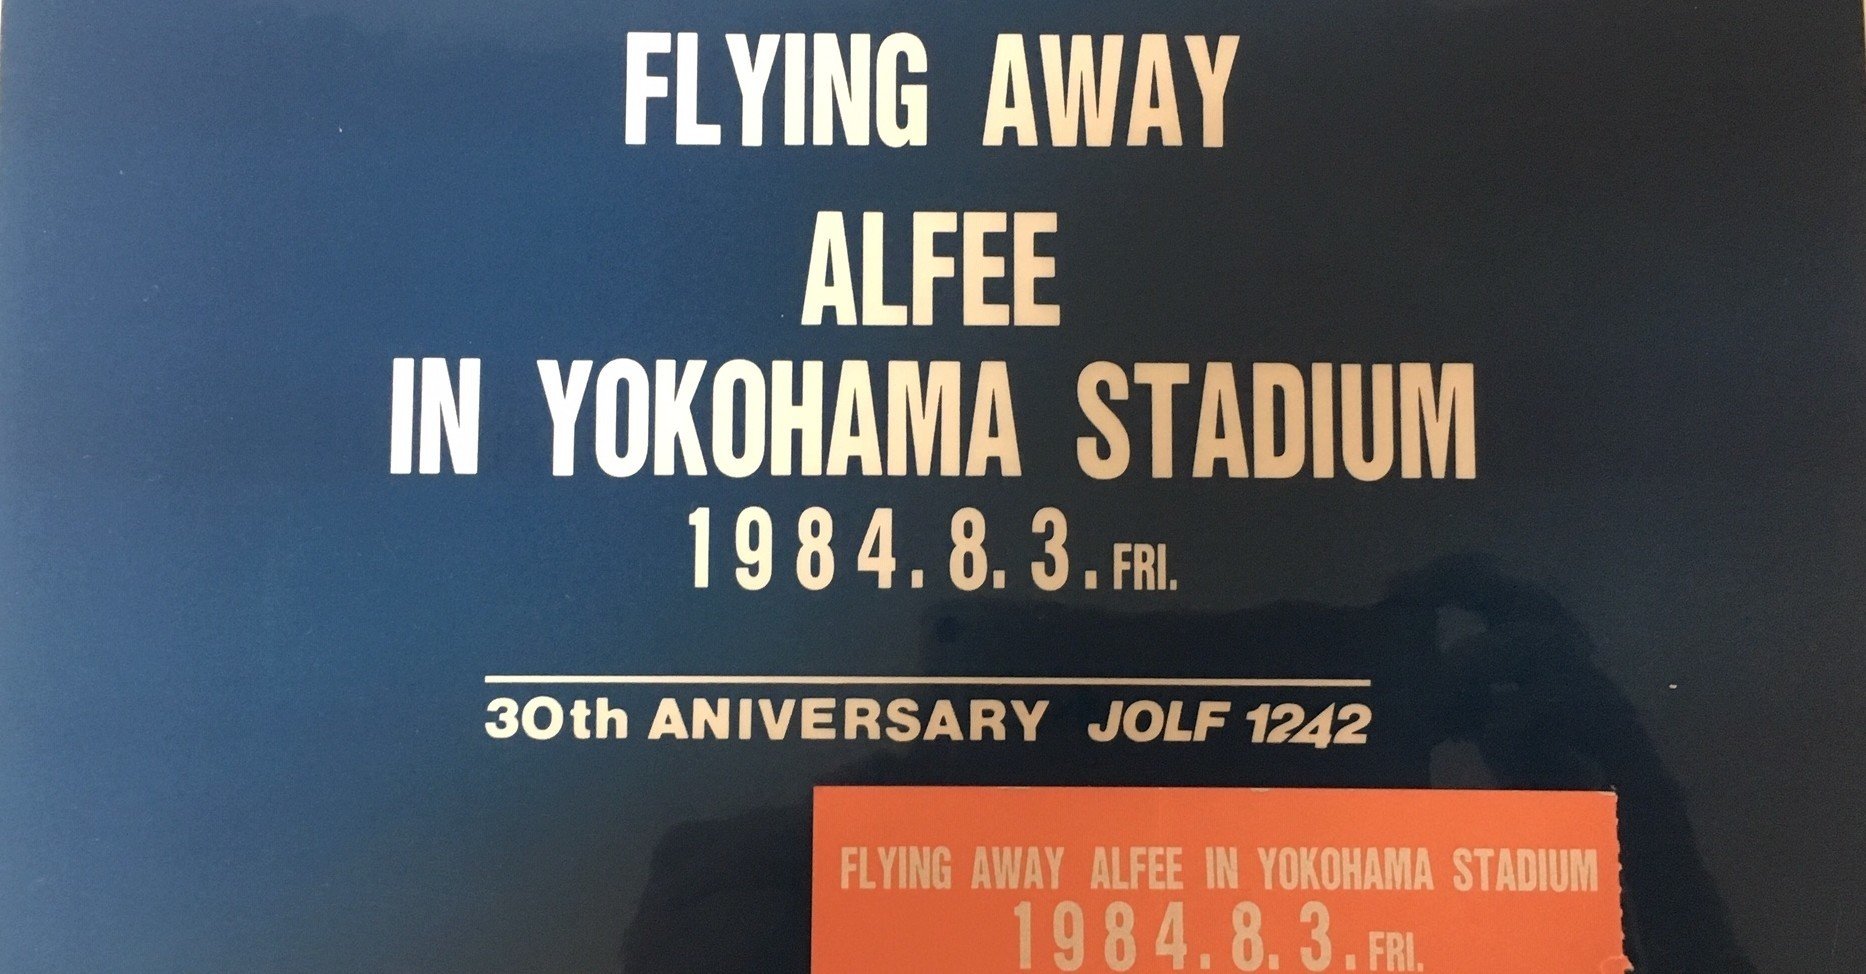 FLYING AWAY
ALFEE
IN YOKOHAMA STADIUM
1984.8.3.FRI.
30th ANIVERSARY JOLF 1242
FLYING AWAY ALFEE IN YOKOHAMA STADIUM
1984.8.3.FRI.